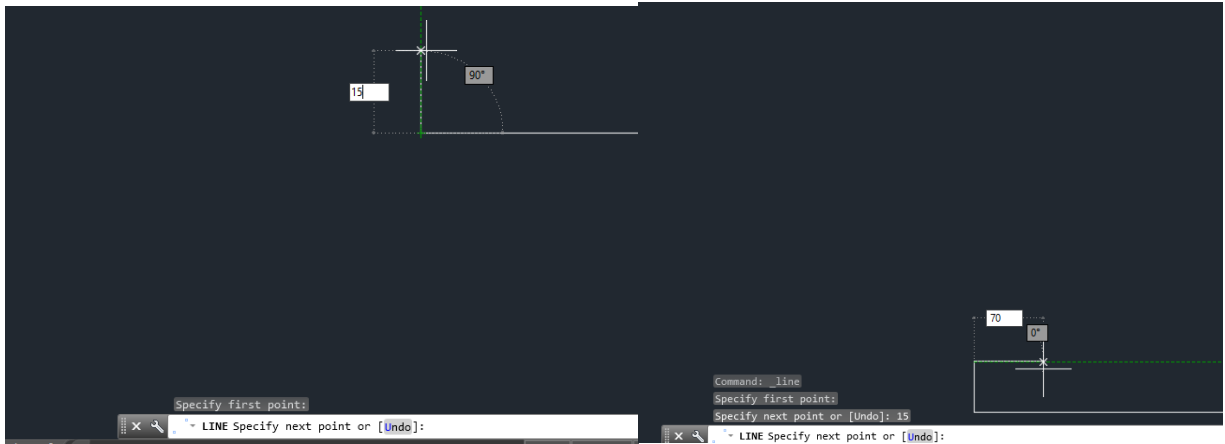 90°
15
Specify first point:
LINE Specify next point or [Undo]:
70
0°
Command: _line
Specify first point:
Specify next point or [Undo]: 15
LINE Specify next point or [Undo]: